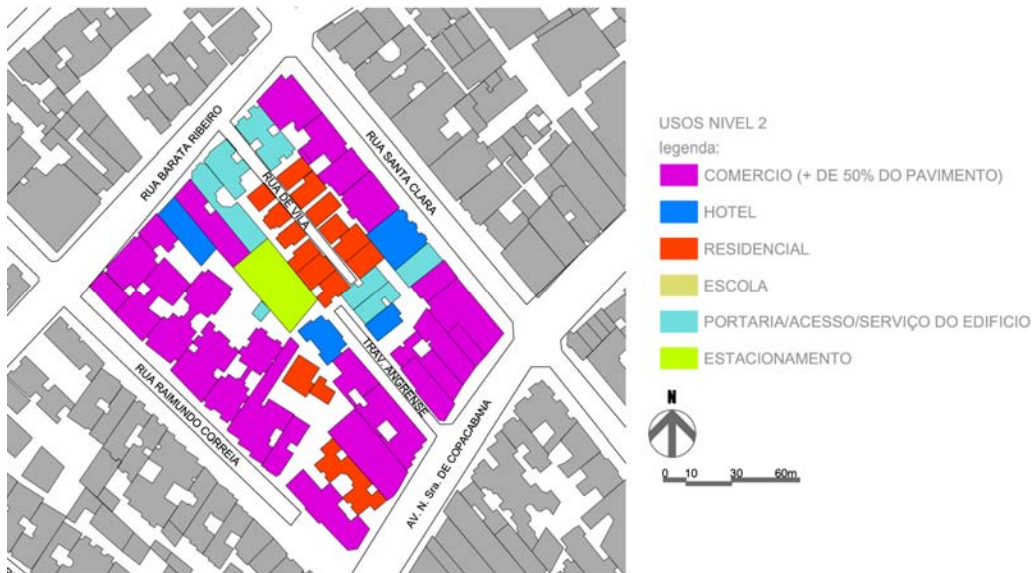 RUA BARATA RIBEIRO
RUA SANTA CLARA
RUA DE VILA
TRAV. ANGRENSE
RUA RAIMUNDO CORREIA
AV. N. Sra. DE COPACABANA
USOS NIVEL 2
legenda:
COMERCIO (+ DE 50% DO PAVIMENTO)
HOTEL
RESIDENCIAL
ESCOLA
PORTARIA/ACESSO/SERVIÇO DO EDIFICIO
ESTACIONAMENTO
N
0 10 30 60m